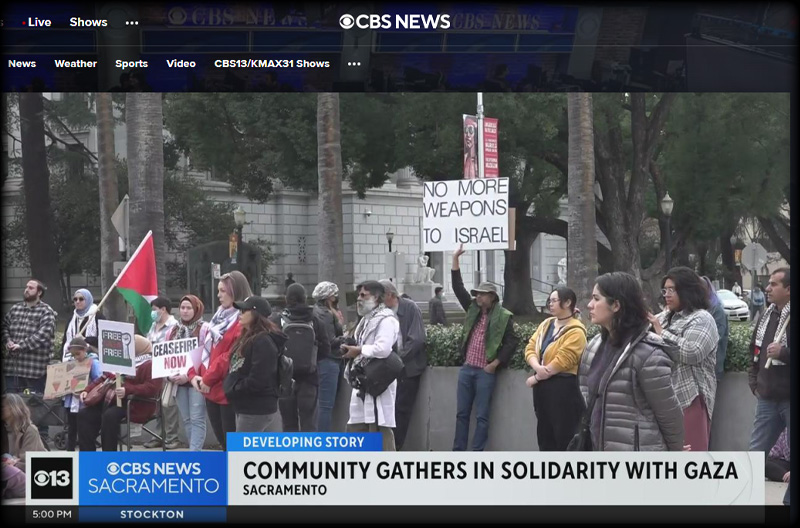 Live Shows •••
CBS NEWS
News Weather Sports Video CBS13/KMAX31 Shows •••
NO MORE
WEAPONS
TO ISRAEL
FREE
FREE
CEASEFIRE
NOW
DEVELOPING STORY
13
CBS NEWS
SACRAMENTO
COMMUNITY GATHERS IN SOLIDARITY WITH GAZA
SACRAMENTO
5:00 PM
STOCKTON